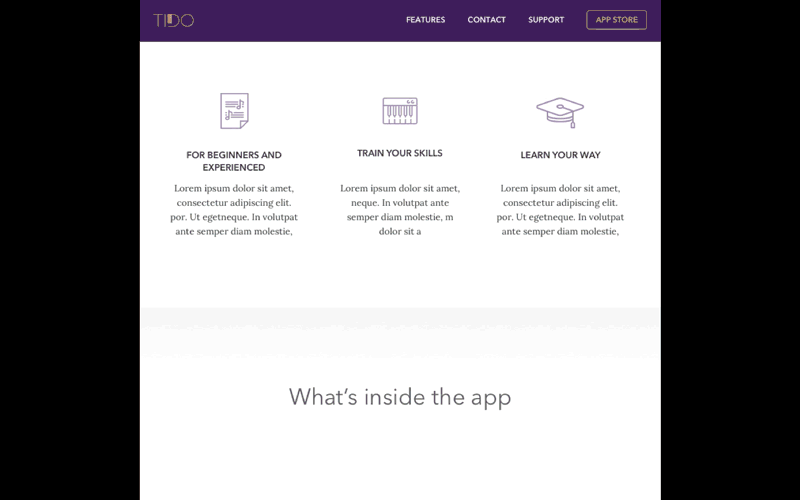 TIDO
FEATURES CONTACT SUPPORT APP STORE
FOR BEGINNERS AND
EXPERIENCED
Lorem ipsum dolor sit amet,
consectetur adipiscing elit.
por. Ut egetneque. In volutpat
ante semper diam molestie,
TRAIN YOUR SKILLS
Lorem ipsum dolor sit amet,
neque. In volutpat ante
semper diam molestie, m
dolor sit a
LEARN YOUR WAY
Lorem ipsum dolor sit amet,
consectetur adipiscing elit.
por. Ut egetneque. In volutpat
ante semper diam molestie,
What's inside the app